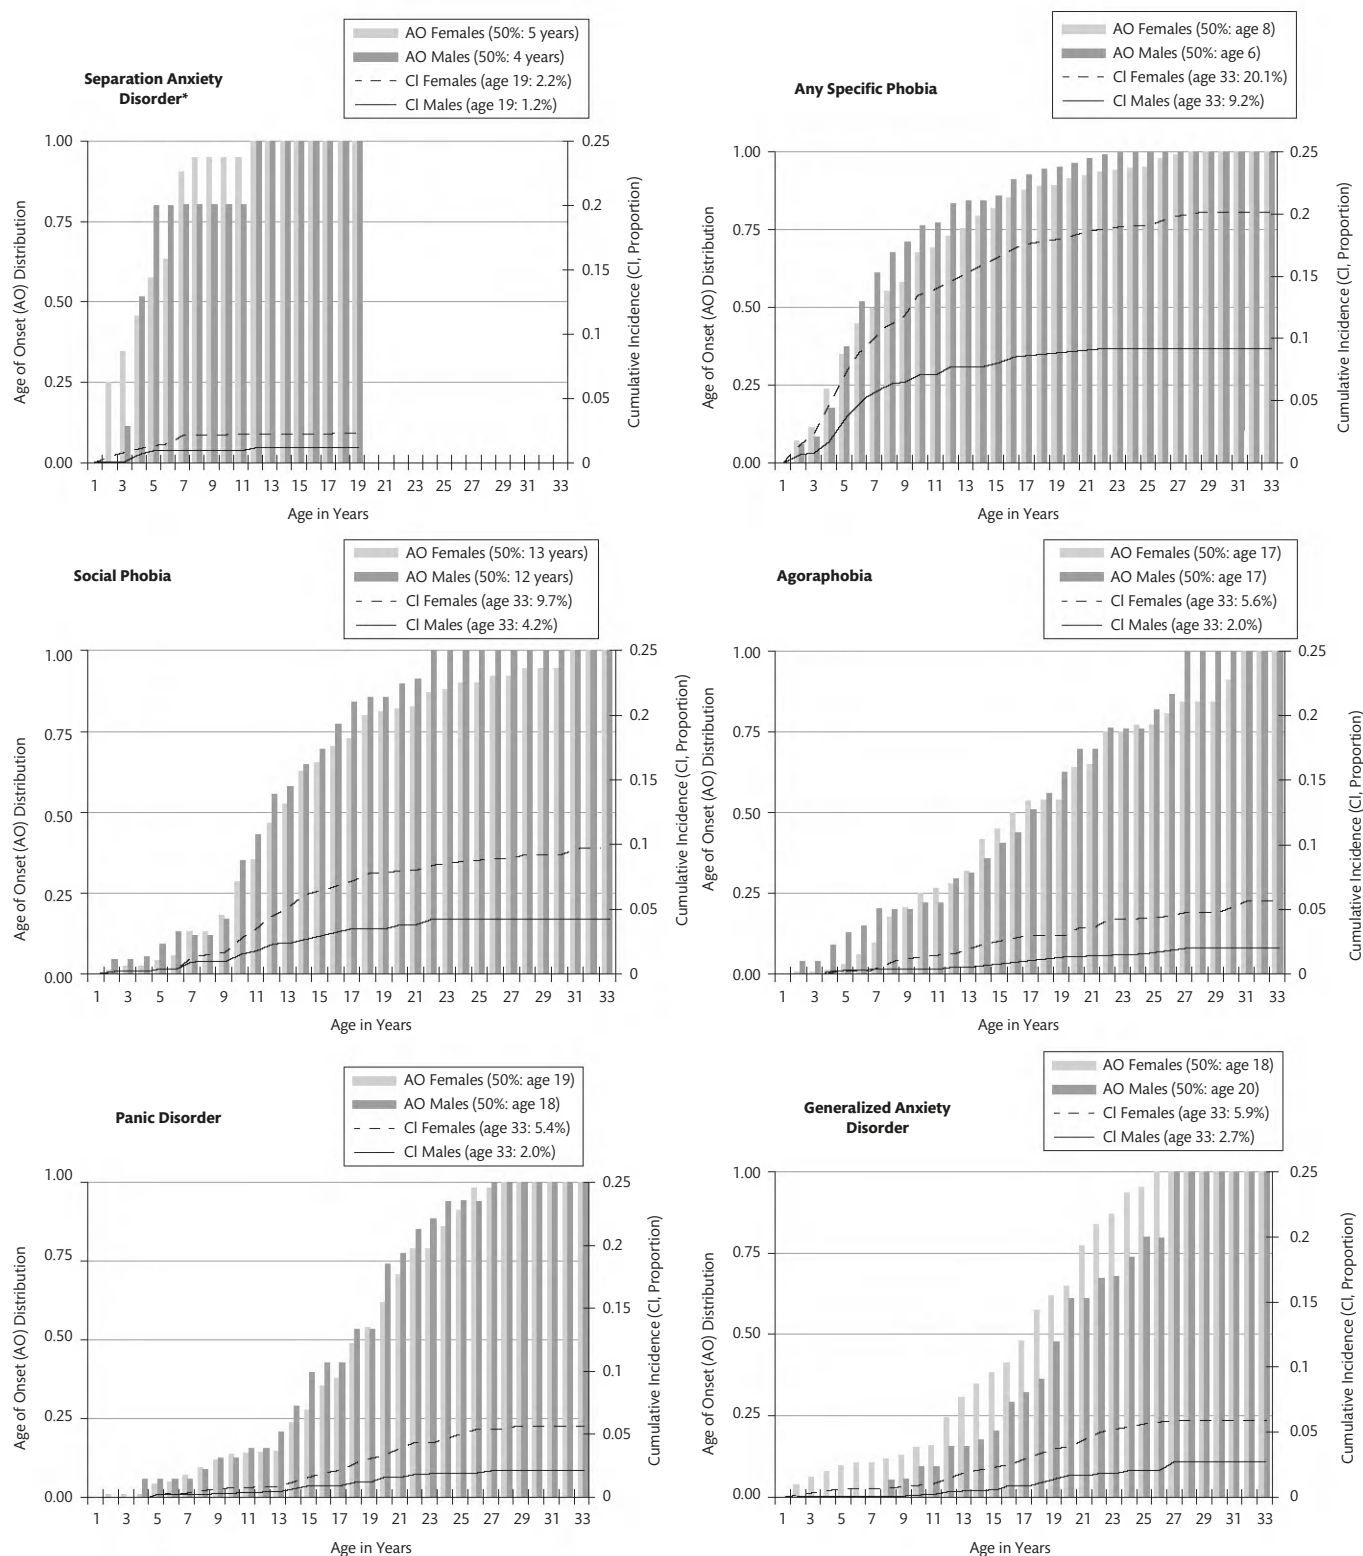 AO Females (50%: 5 years)
AO Males (50%: 4 years)
CI Females (age 19: 2.2%)
CI Males (age 19: 1.2%)
Separation Anxiety
Disorder*
1.00
0.75
0.50
0.25
0.00
Age of Onset (AO) Distribution
0.25
0.2
0.15
0.1
0.05
0
Cumulative Incidence (CI, Proportion)
1 3 5 7 9 11 13 15 17 19 21 23 25 27 29 31 33
Age in Years
AO Females (50%: age 8)
AO Males (50%: age 6)
CI Females (age 33: 20.1%)
CI Males (age 33: 9.2%)
Any Specific Phobia
1.00
0.75
0.50
0.25
0.00
Age of Onset (AO) Distribution
0.25
0.2
0.15
0.1
0.05
0
Cumulative Incidence (CI, Proportion)
1 3 5 7 9 11 13 15 17 19 21 23 25 27 29 31 33
Age in Years
AO Females (50%: 13 years)
AO Males (50%: 12 years)
CI Females (age 33: 9.7%)
CI Males (age 33: 4.2%)
Social Phobia
1.00
0.75
0.50
0.25
0.00
Age of Onset (AO) Distribution
0.25
0.2
0.15
0.1
0.05
0
Cumulative Incidence (CI, Proportion)
1 3 5 7 9 11 13 15 17 19 21 23 25 27 29 31 33
Age in Years
AO Females (50%: age 17)
AO Males (50%: age 17)
CI Females (age 33: 5.6%)
CI Males (age 33: 2.0%)
Agoraphobia
1.00
0.75
0.50
0.25
0.00
Age of Onset (AO) Distribution
0.25
0.2
0.15
0.1
0.05
0
Cumulative Incidence (CI, Proportion)
1 3 5 7 9 11 13 15 17 19 21 23 25 27 29 31 33
Age in Years
AO Females (50%: age 19)
AO Males (50%: age 18)
CI Females (age 33: 5.4%)
CI Males (age 33: 2.0%)
Panic Disorder
1.00
0.75
0.50
0.25
0.00
Age of Onset (AO) Distribution
0.25
0.2
0.15
0.1
0.05
0
Cumulative Incidence (CI, Proportion)
1 3 5 7 9 11 13 15 17 19 21 23 25 27 29 31 33
Age in Years
AO Females (50%: age 18)
AO Males (50%: age 20)
CI Females (age 33: 5.9%)
CI Males (age 33: 2.7%)
Generalized Anxiety
Disorder
1.00
0.75
0.50
0.25
0.00
Age of Onset (AO) Distribution
0.25
0.2
0.15
0.1
0.05
0
Cumulative Incidence (CI, Proportion)
1 3 5 7 9 11 13 15 17 19 21 23 25 27 29 31 33
Age in Years